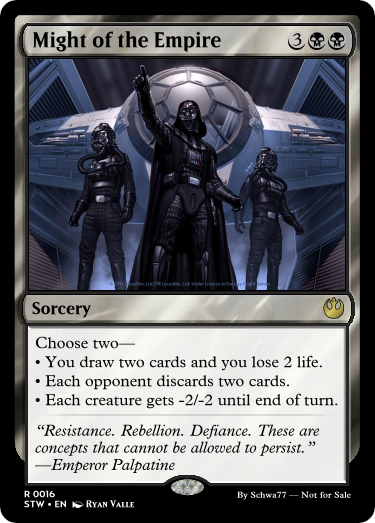 Might of the Empire 3
Sorcery
Choose two—
• You draw two cards and you lose 2 life.
• Each opponent discards two cards.
• Each creature gets -2/-2 until end of turn.
“Resistance. Rebellion. Defiance. These are
concepts that cannot be allowed to persist.”
—Emperor Palpatine
R 0016
STW • EN Ryan Valle
By Schwa77 — Not for Sale